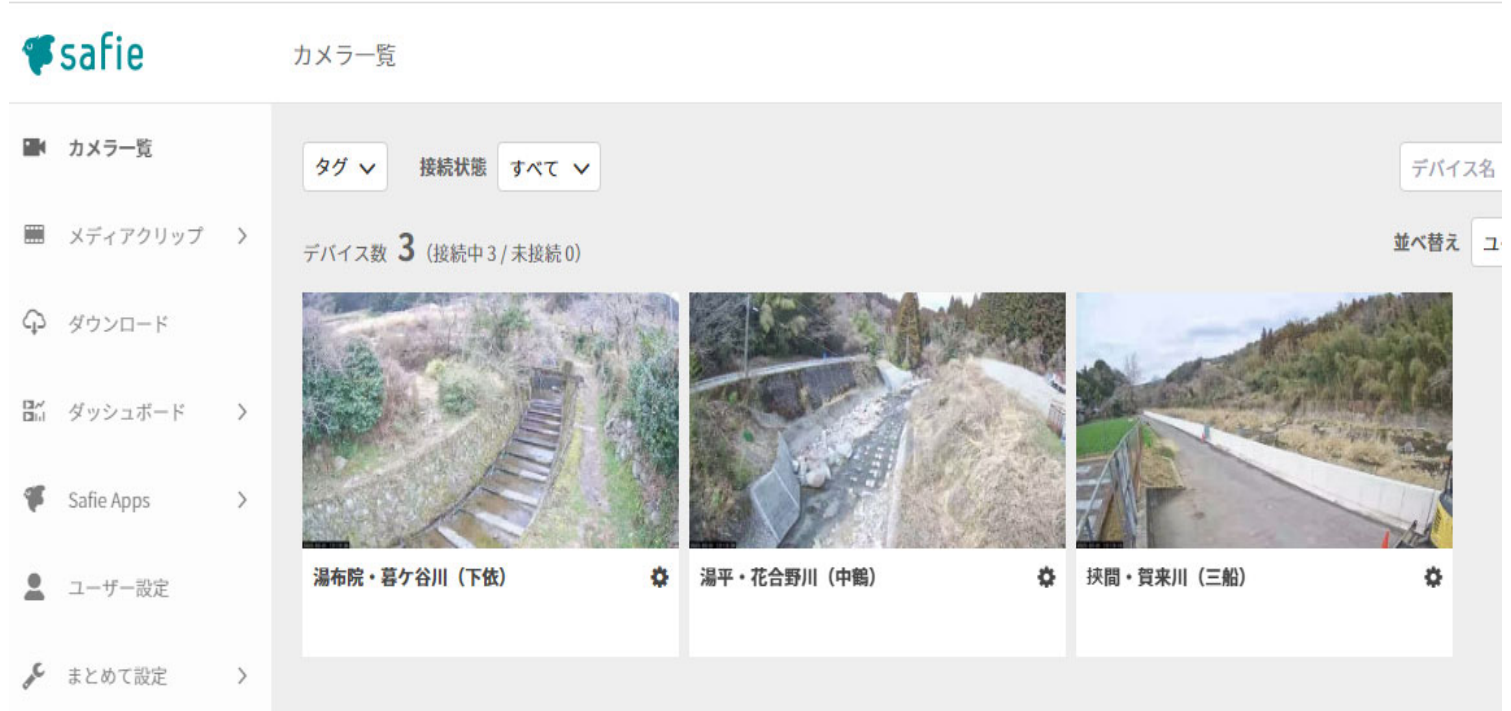 safie
カメラ一覧
カメラ一覧
メディアクリップ
ダウンロード
ダッシュボード
Safie Apps
ユーザー設定
まとめて設定
タグ
接続状態 すべて
デバイス名
デバイス数 3 (接続中 3 / 未接続 0)
並べ替え
湯布院・暮ケ谷川（下依）
湯平・花合野川（中鶴）
挾間・賀来川（三船）